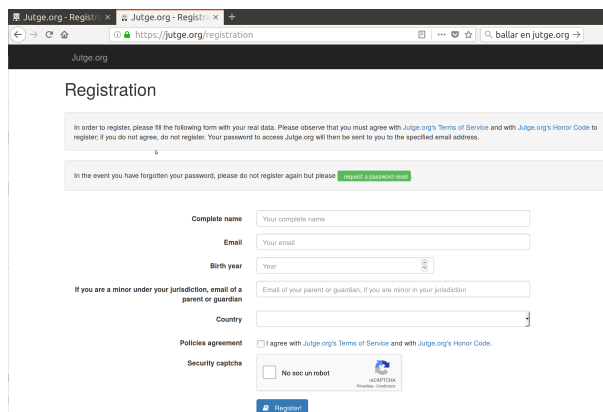 Jutge.org - Registr
Jutge.org - Registra
https://jutge.org/registration
ballar en jutge.org
Jutge.org
Registration
In order to register, please fill the following form with your real data. Please observe that you must agree with Jutge.org's Terms of Service and with Jutge.org's Honor Code to
register; if you do not agree, do not register. Your password to access Jutge.org will then be sent to you to the specified email address.
In the event you have forgotten your password, please do not register again but please request a password reset.
Complete name Your complete name
Email Your email
Birth year Year
If you are a minor under your jurisdiction, email of a Email of your parent or guardian, if you are minor in your jurisdiction
parent or guardian
Country
Policies agreement I agree with Jutge.org's Terms of Service and with Jutge.org's Honor Code.
Security captcha
No soc un robot
reCAPTCHA
Privadesa - Condicions
Register!